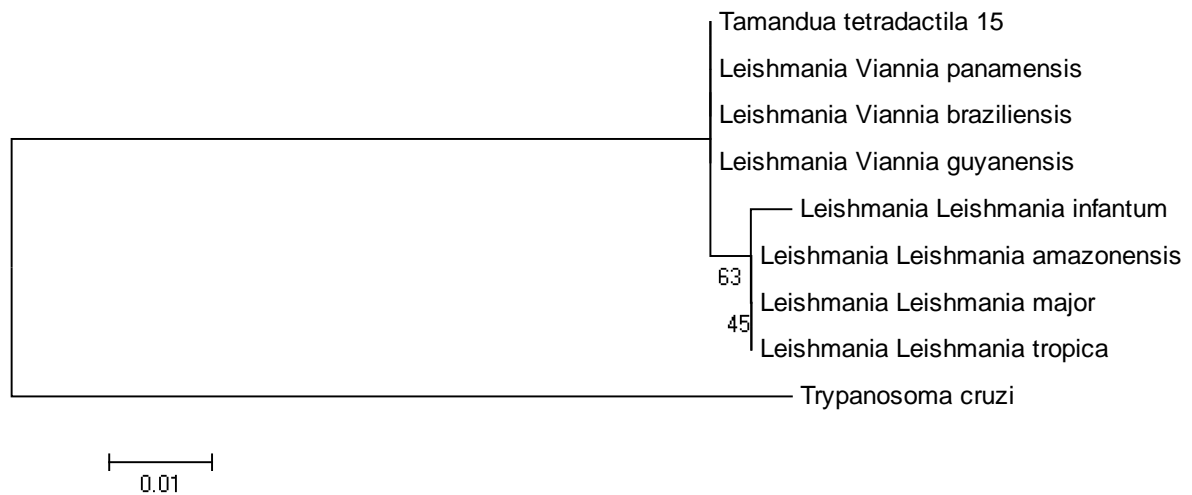 Tamandua tetradactila 15
Leishmania Viannia panamensis
Leishmania Viannia braziliensis
Leishmania Viannia guyanensis
Leishmania Leishmania infantum
Leishmania Leishmania amazonensis
63
Leishmania Leishmania major
45
Leishmania Leishmania tropica
Trypanosoma cruzi
0.01